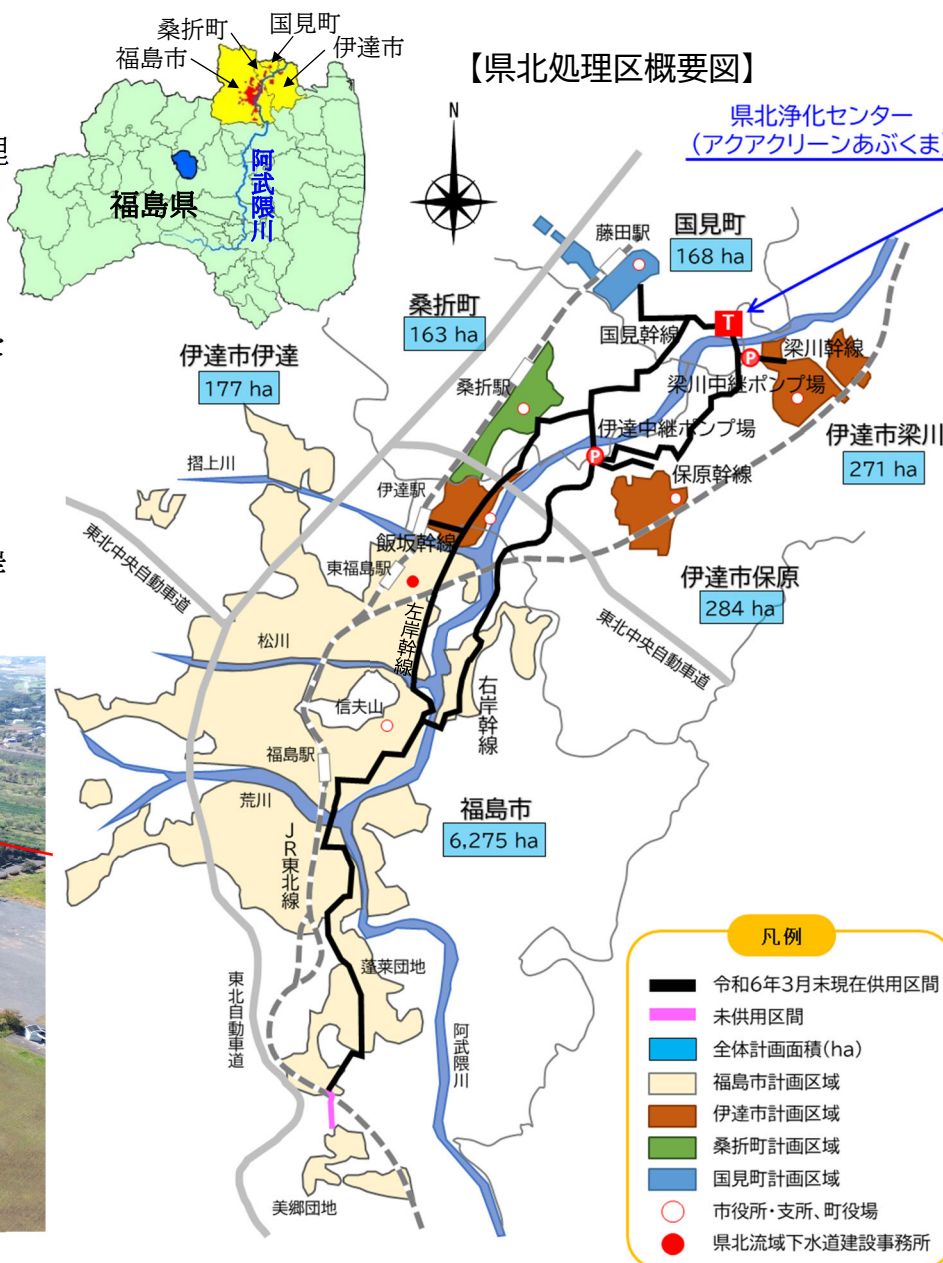 桑折町
国見町
福島市
伊達市
福島県
阿武隈川
理
【県北処理区概要図】
県北浄化センター
(アクアクリーンあぶくま)
N
藤田駅
国見町
168 ha
桑折町
163 ha
国見幹線
T
梁川幹線
P
梁川中継ポンプ場
伊達市伊達
177 ha
桑折駅
伊達中継ポンプ場
P
伊達市梁川
271 ha
摺上川
伊達駅
保原幹線
飯坂幹線
東福島駅
伊達市保原
284 ha
東北中央自動車道
東北中央自動車道
左岸幹線
松川
右岸幹線
信夫山
福島駅
荒川
福島市
6,275 ha
JR東北線
蓬莱団地
東北自動車道
阿武隈川
美郷団地
凡例
令和6年3月末現在供用区間
未供用区間
全体計画面積(ha)
福島市計画区域
伊達市計画区域
桑折町計画区域
国見町計画区域
市役所・支所、町役場
県北流域下水道建設事務所